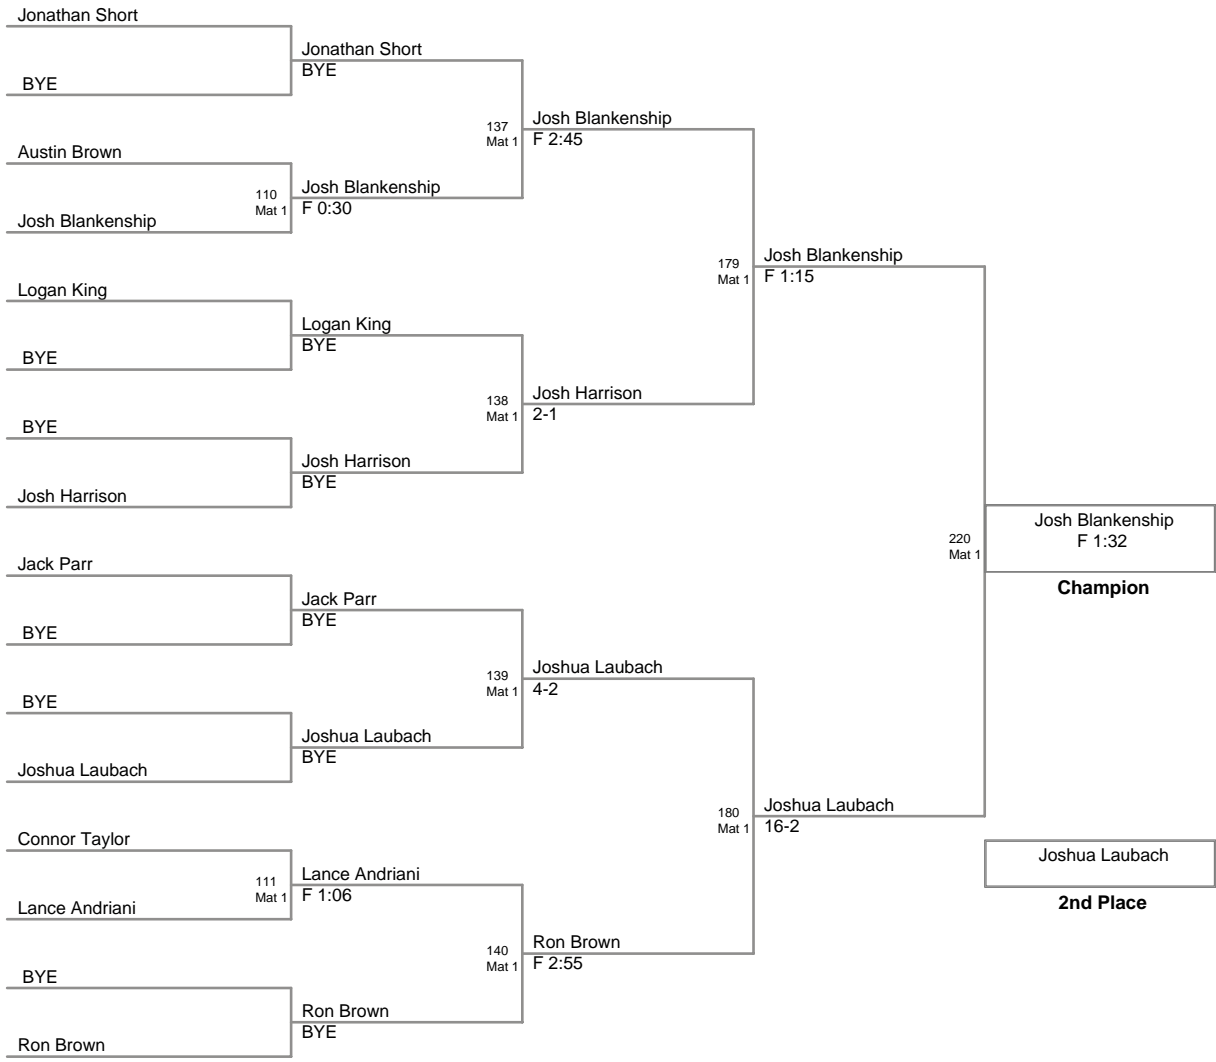 Jonathan Short
BYE
Austin Brown
110
Mat 1
Josh Blankenship
Logan King
BYE
BYE
Josh Harrison
Jack Parr
BYE
BYE
Joshua Laubach
Connor Taylor
111
Mat 1
Lance Andriani
BYE
Ron Brown
Jonathan Short
BYE
137
Mat 1
Josh Blankenship
F 0:30
Logan King
BYE
138
Mat 1
Josh Harrison
BYE
Jack Parr
BYE
139
Mat 1
Joshua Laubach
BYE
Lance Andriani
F 1:06
140
Mat 1
Ron Brown
BYE
Josh Blankenship
F 2:45
179
Mat 1
Josh Harrison
2-1
Joshua Laubach
4-2
180
Mat 1
Ron Brown
F 2:55
Josh Blankenship
F 1:15
220
Mat 1
Joshua Laubach
16-2
Josh Blankenship
F 1:32
Champion
Joshua Laubach
2nd Place